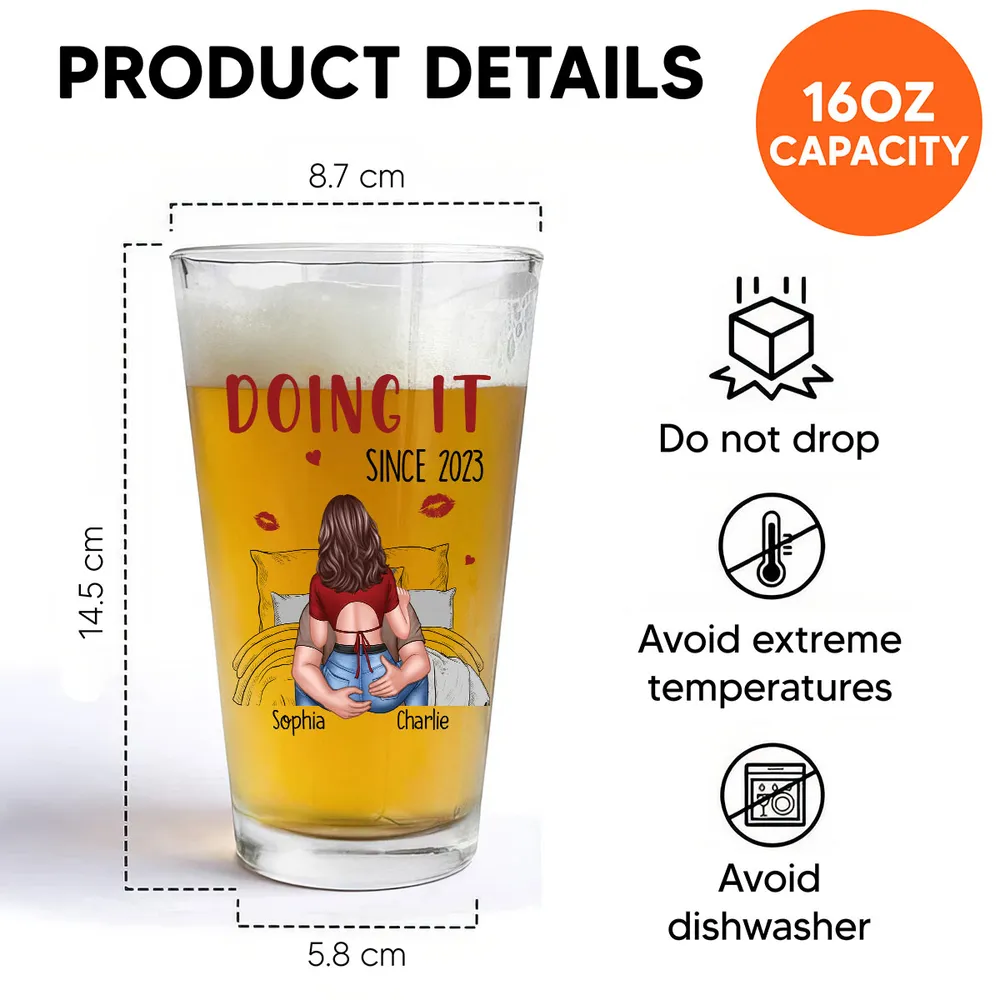 PRODUCT DETAILS
16OZ
CAPACITY
8.7 cm
14.5 cm
DOING IT
SINCE 2023
Sophia Charlie
5.8 cm
Do not drop
Avoid extreme
temperatures
Avoid
dishwasher